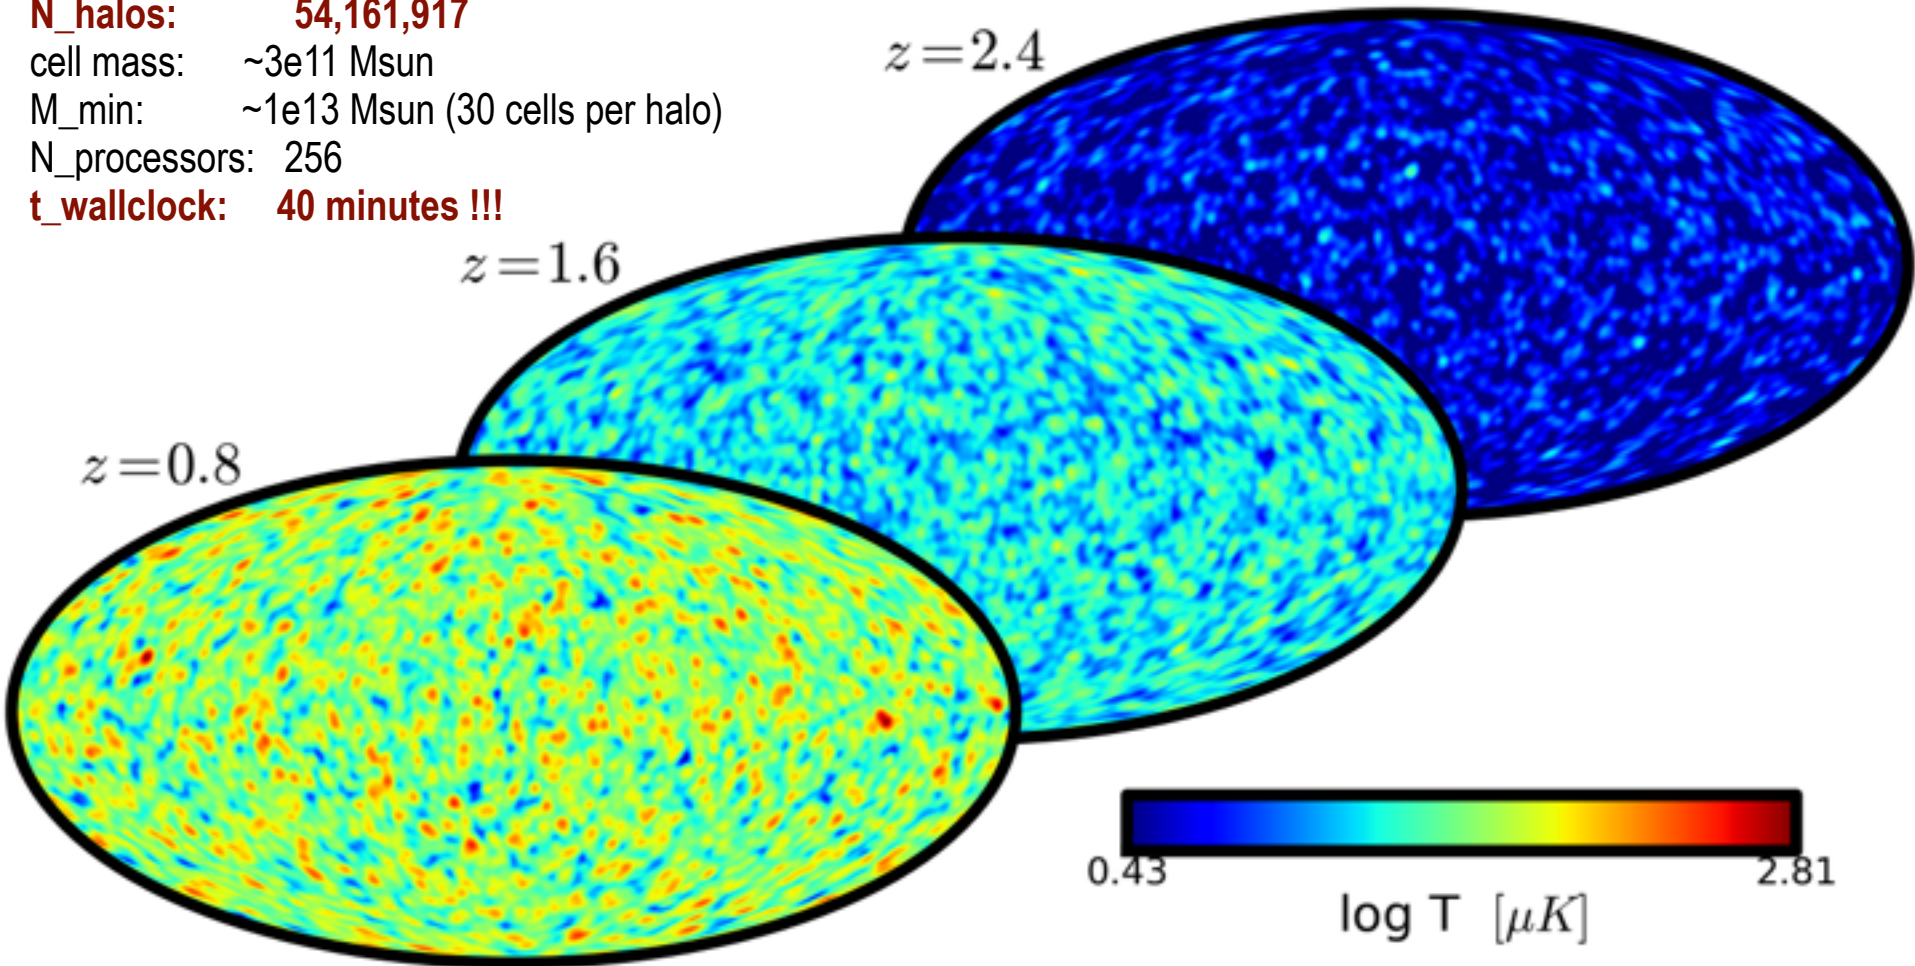 N_halos: 54,161,917
cell mass: ~3e11 Msun
M_min: ~1e13 Msun (30 cells per halo)
N_processors: 256
t_wallclock: 40 minutes !!!
z=2.4
z=1.6
z=0.8
0.43 2.81
log T [μK]